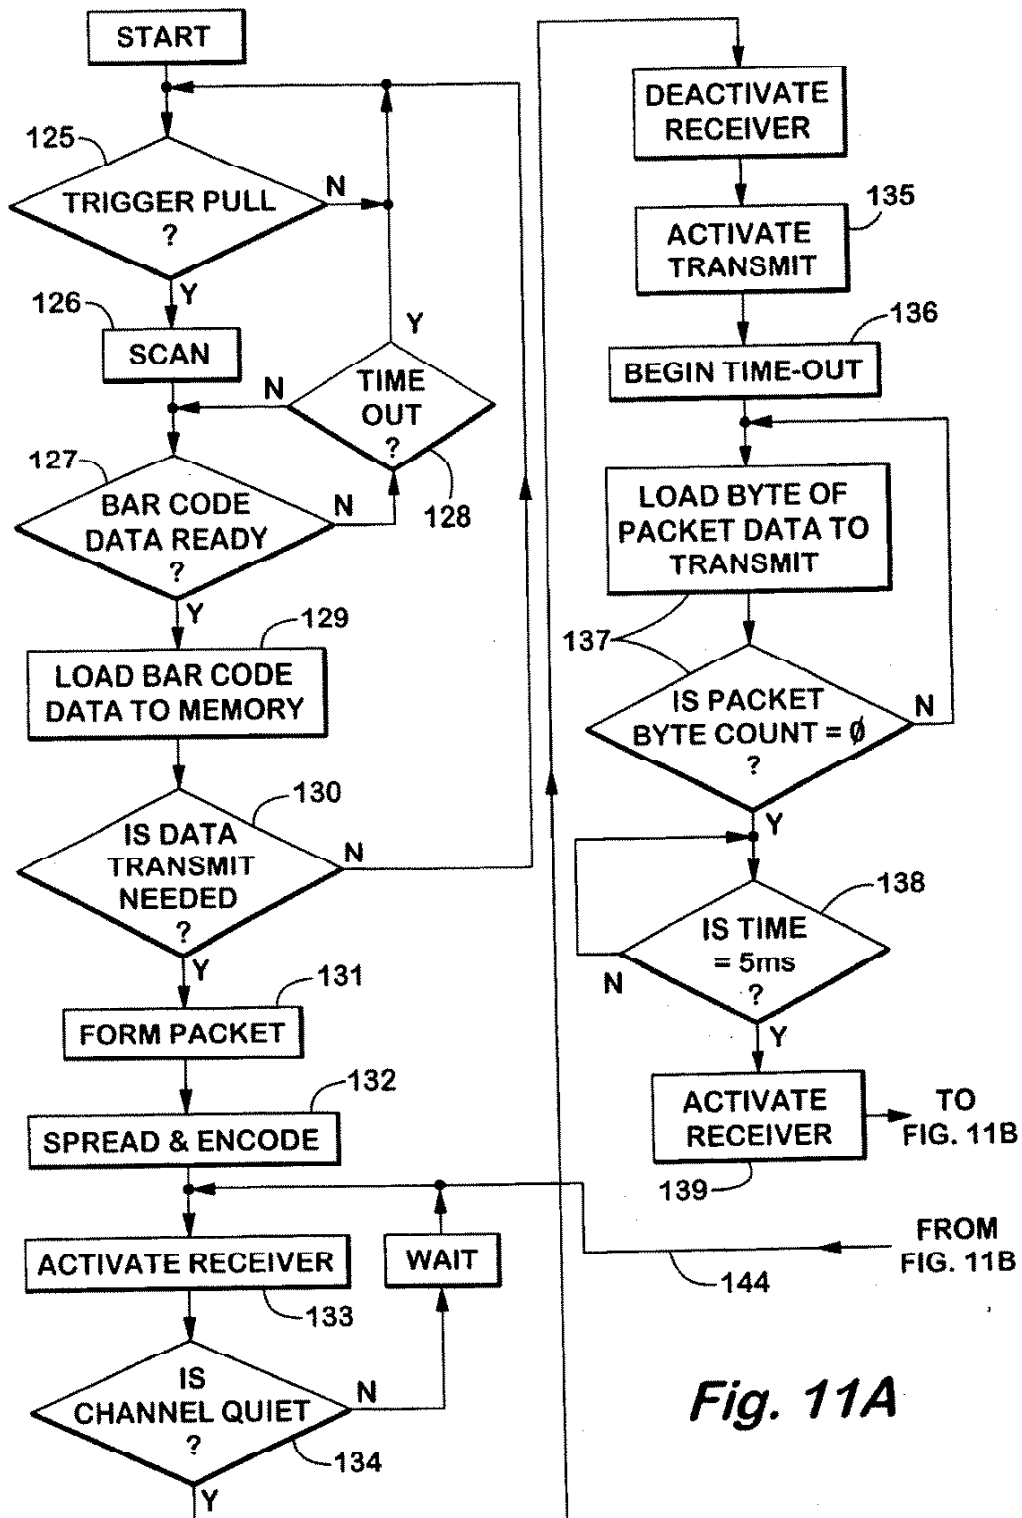 START
125
TRIGGER PULL
?
N
Y
126
SCAN
Y
TIME
OUT
?
N
128
127
BAR CODE
DATA READY
?
N
Y
129
LOAD BAR CODE
DATA TO MEMORY
130
IS DATA
TRANSMIT
NEEDED
?
N
Y
131
FORM PACKET
132
SPREAD & ENCODE
ACTIVATE RECEIVER
133
WAIT
IS
CHANNEL QUIET
?
N
134
Y
DEACTIVATE
RECEIVER
135
ACTIVATE
TRANSMIT
136
BEGIN TIME-OUT
LOAD BYTE OF
PACKET DATA TO
TRANSMIT
137
IS PACKET
BYTE COUNT = Ø
?
N
Y
138
IS TIME
= 5ms
?
N
Y
ACTIVATE
RECEIVER
139
TO
FIG. 11B
FROM
FIG. 11B
144
Fig. 11A